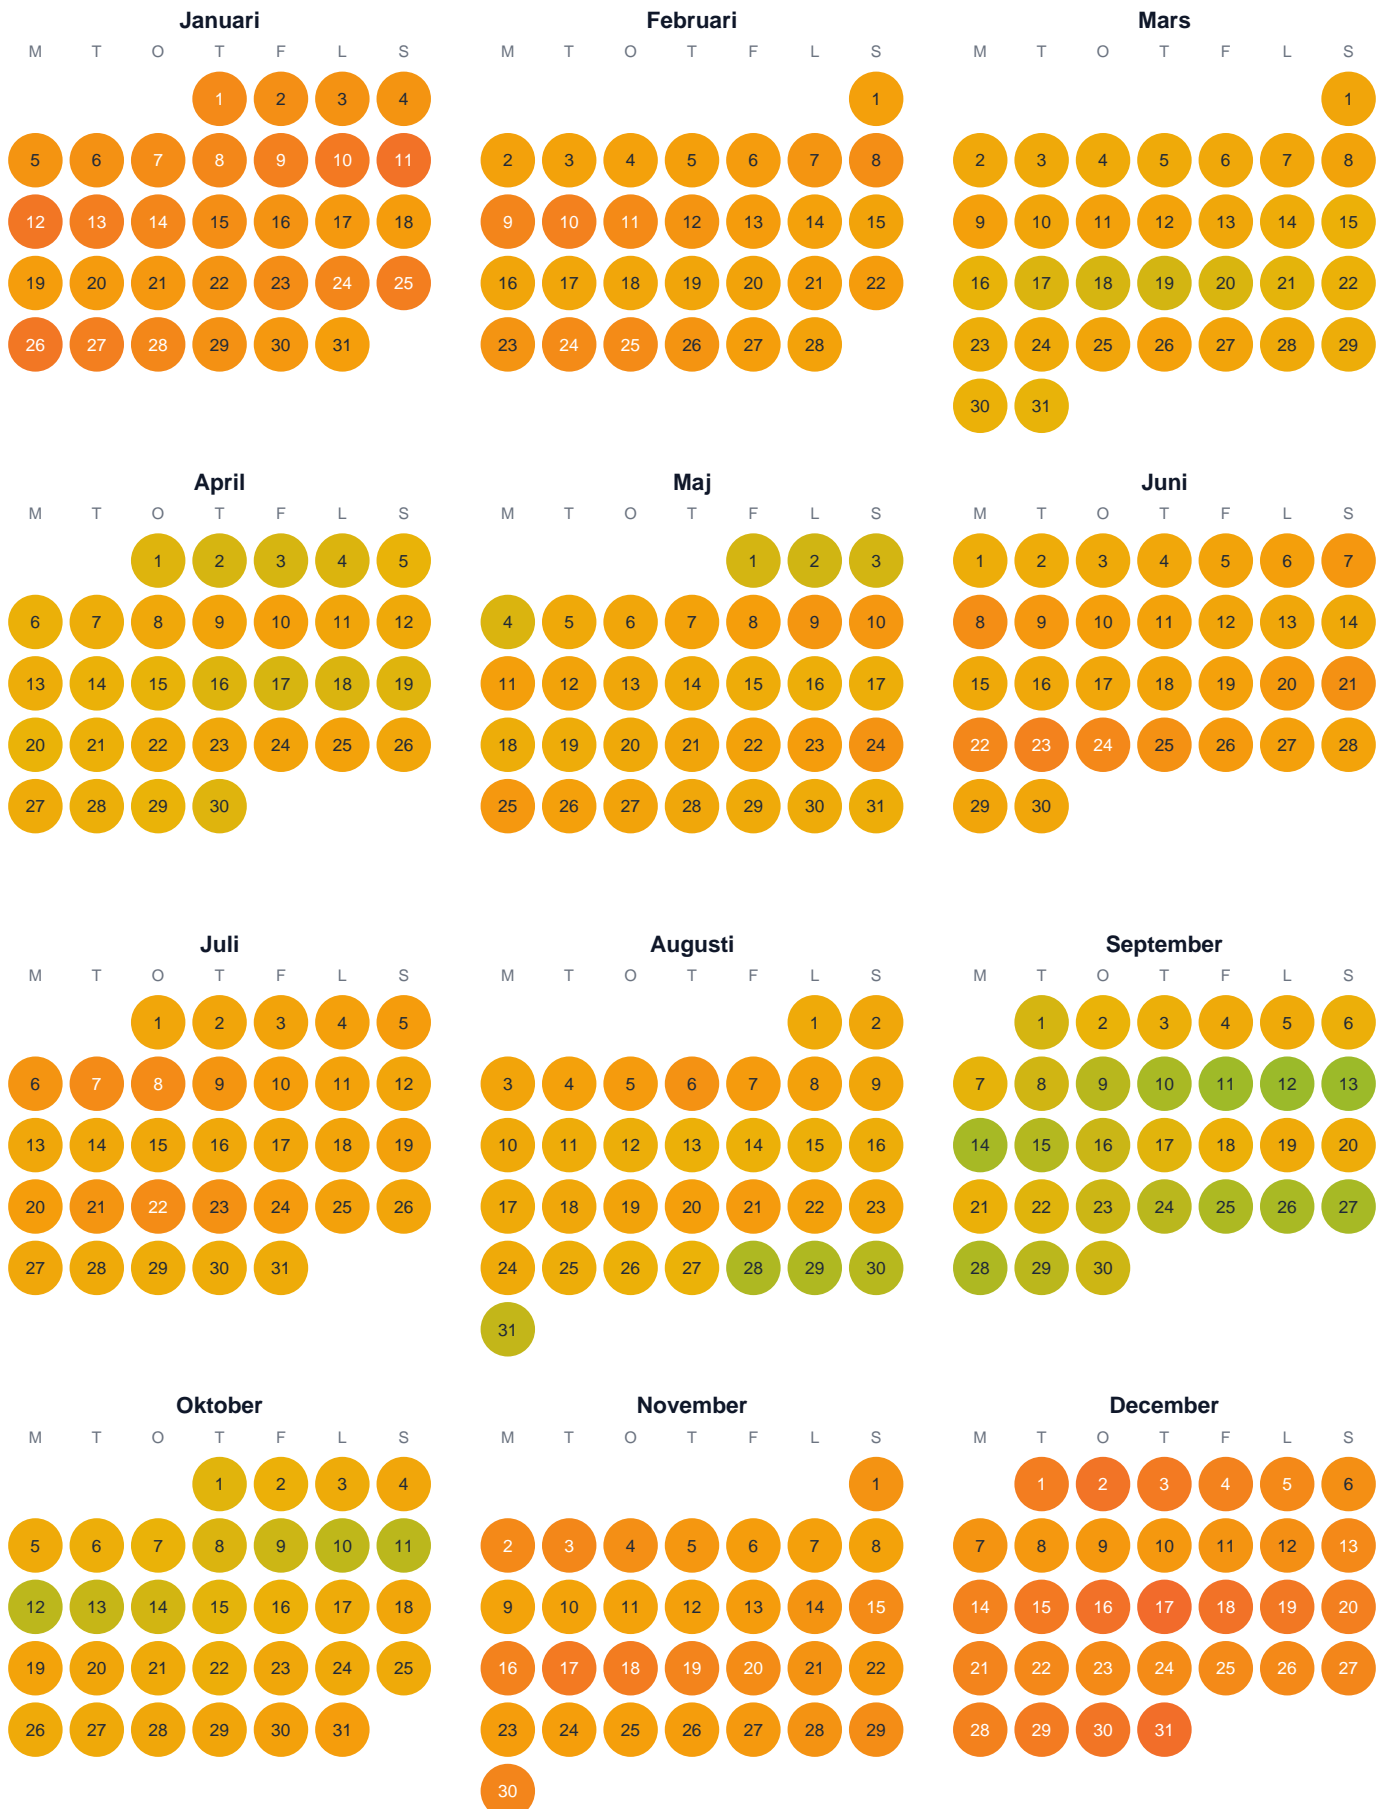 Januari Februari Mars
M T O T F L S M T O T F L S M T O T F L S
1 2 3 4 1 1
5 6 7 8 9 10 11 2 3 4 5 6 7 8 2 3 4 5 6 7 8
12 13 14 15 16 17 18 9 10 11 12 13 14 15 9 10 11 12 13 14 15
19 20 21 22 23 24 25 16 17 18 19 20 21 22 16 17 18 19 20 21 22
26 27 28 29 30 31 23 24 25 26 27 28 23 24 25 26 27 28 29
30 31
April Maj Juni
M T O T F L S M T O T F L S M T O T F L S
1 2 3 4 5 1 2 3 1 2 3 4 5 6 7
6 7 8 9 10 11 12 4 5 6 7 8 9 10 8 9 10 11 12 13 14
13 14 15 16 17 18 19 11 12 13 14 15 16 17 15 16 17 18 19 20 21
20 21 22 23 24 25 26 18 19 20 21 22 23 24 22 23 24 25 26 27 28
27 28 29 30 25 26 27 28 29 30 31 29 30
Juli Augusti September
M T O T F L S M T O T F L S M T O T F L S
1 2 3 4 5 1 2 1 2 3 4 5 6
6 7 8 9 10 11 12 3 4 5 6 7 8 9 7 8 9 10 11 12 13
13 14 15 16 17 18 19 10 11 12 13 14 15 16 14 15 16 17 18 19 20
20 21 22 23 24 25 26 17 18 19 20 21 22 23 21 22 23 24 25 26 27
27 28 29 30 31 24 25 26 27 28 29 30 28 29 30
31
Oktober November December
M T O T F L S M T O T F L S M T O T F L S
1 2 3 4 1 1 2 3 4 5 6
5 6 7 8 9 10 11 2 3 4 5 6 7 8 7 8 9 10 11 12 13
12 13 14 15 16 17 18 9 10 11 12 13 14 15 14 15 16 17 18 19 20
19 20 21 22 23 24 25 16 17 18 19 20 21 22 21 22 23 24 25 26 27
26 27 28 29 30 31 23 24 25 26 27 28 29 28 29 30 31
30